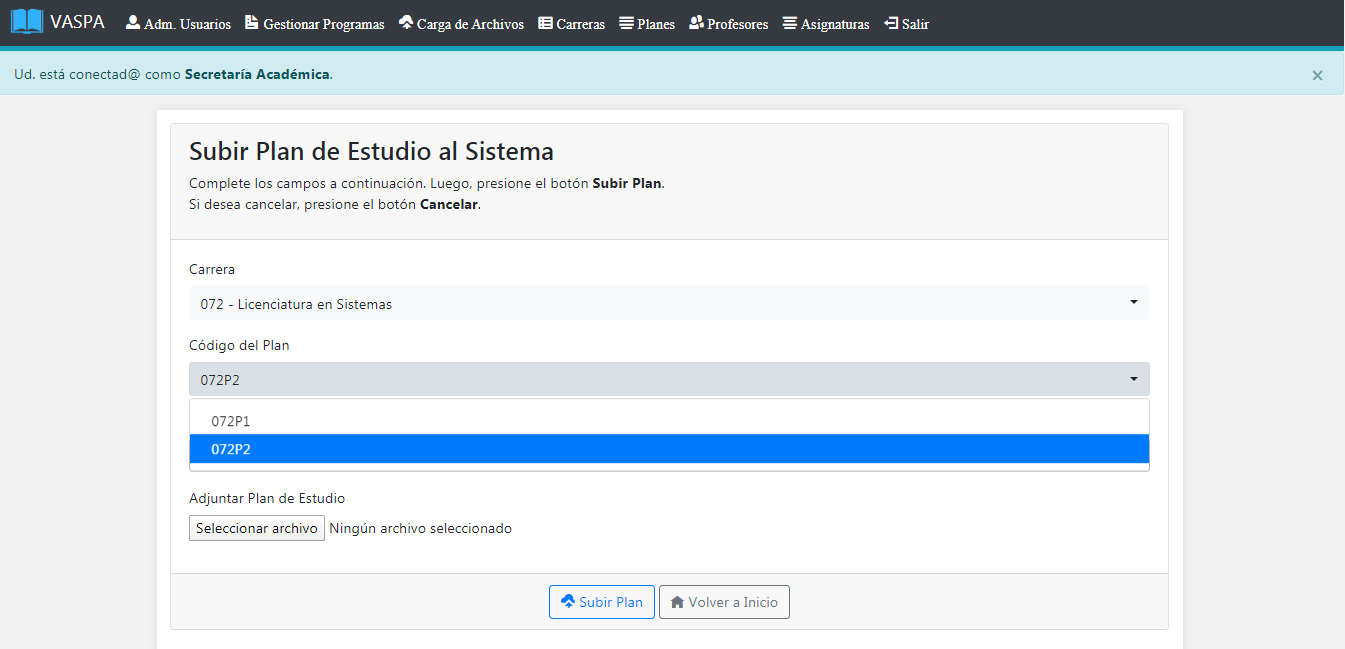 VASPA Adm. Usuarios Gestionar Programas Carga de Archivos Carreras Planes Profesores Asignaturas Salir
Ud. está conectad@ como Secretaría Académica. ×
Subir Plan de Estudio al Sistema
Complete los campos a continuación. Luego, presione el botón Subir Plan.
Si desea cancelar, presione el botón Cancelar.
Carrera
072 - Licenciatura en Sistemas
Código del Plan
072P2
072P1
072P2
Adjuntar Plan de Estudio
Seleccionar archivo Ningún archivo seleccionado
Subir Plan Volver a Inicio